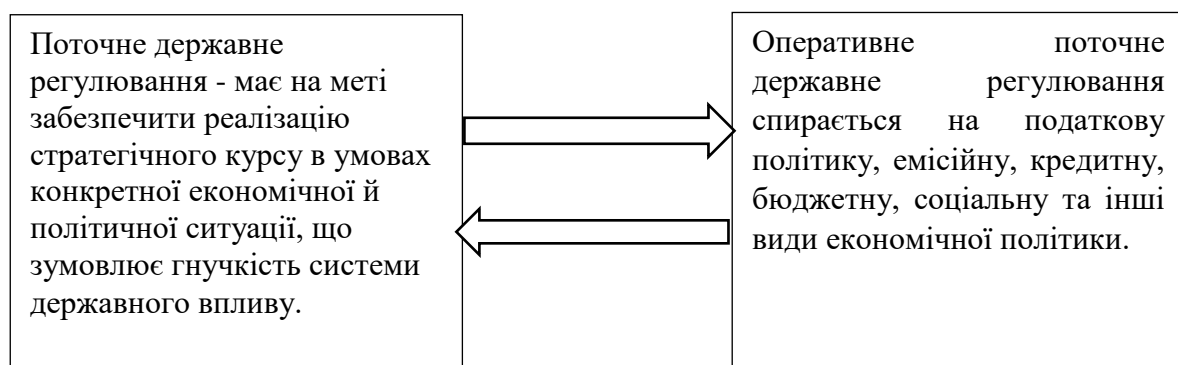 Поточне державне
регулювання - має на меті
забезпечити реалізацію
стратегічного курсу в умовах
конкретної економічної й
політичної ситуації, що
зумовлює гнучкість системи
державного впливу.
Оперативне поточне
державне регулювання
спирається на податкову
політику, емісійну, кредитну,
бюджетну, соціальну та інші
види економічної політики.